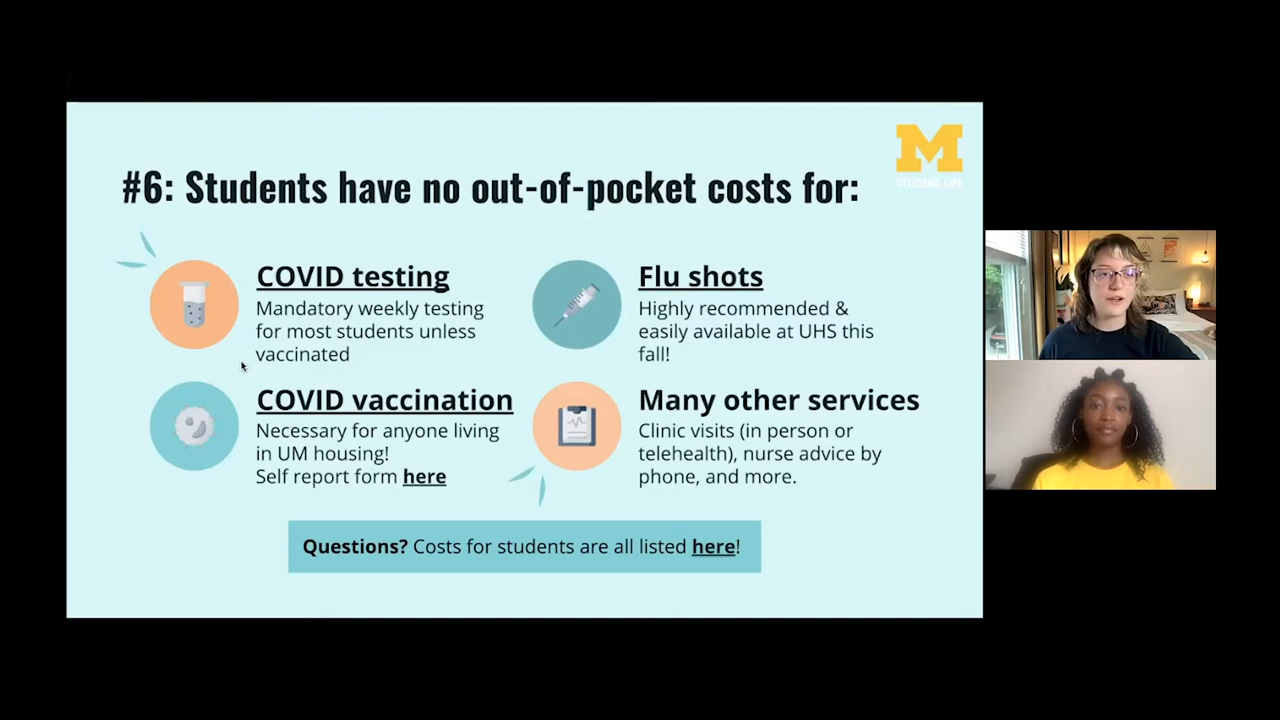 M
STUDENT LIFE
#6: Students have no out-of-pocket costs for:
COVID testing
Mandatory weekly testing
for most students unless
vaccinated
Flu shots
Highly recommended &
easily available at UHS this
fall!
COVID vaccination
Necessary for anyone living
in UM housing!
Self report form here
Many other services
Clinic visits (in person or
telehealth), nurse advice by
phone, and more.
Questions? Costs for students are all listed here!